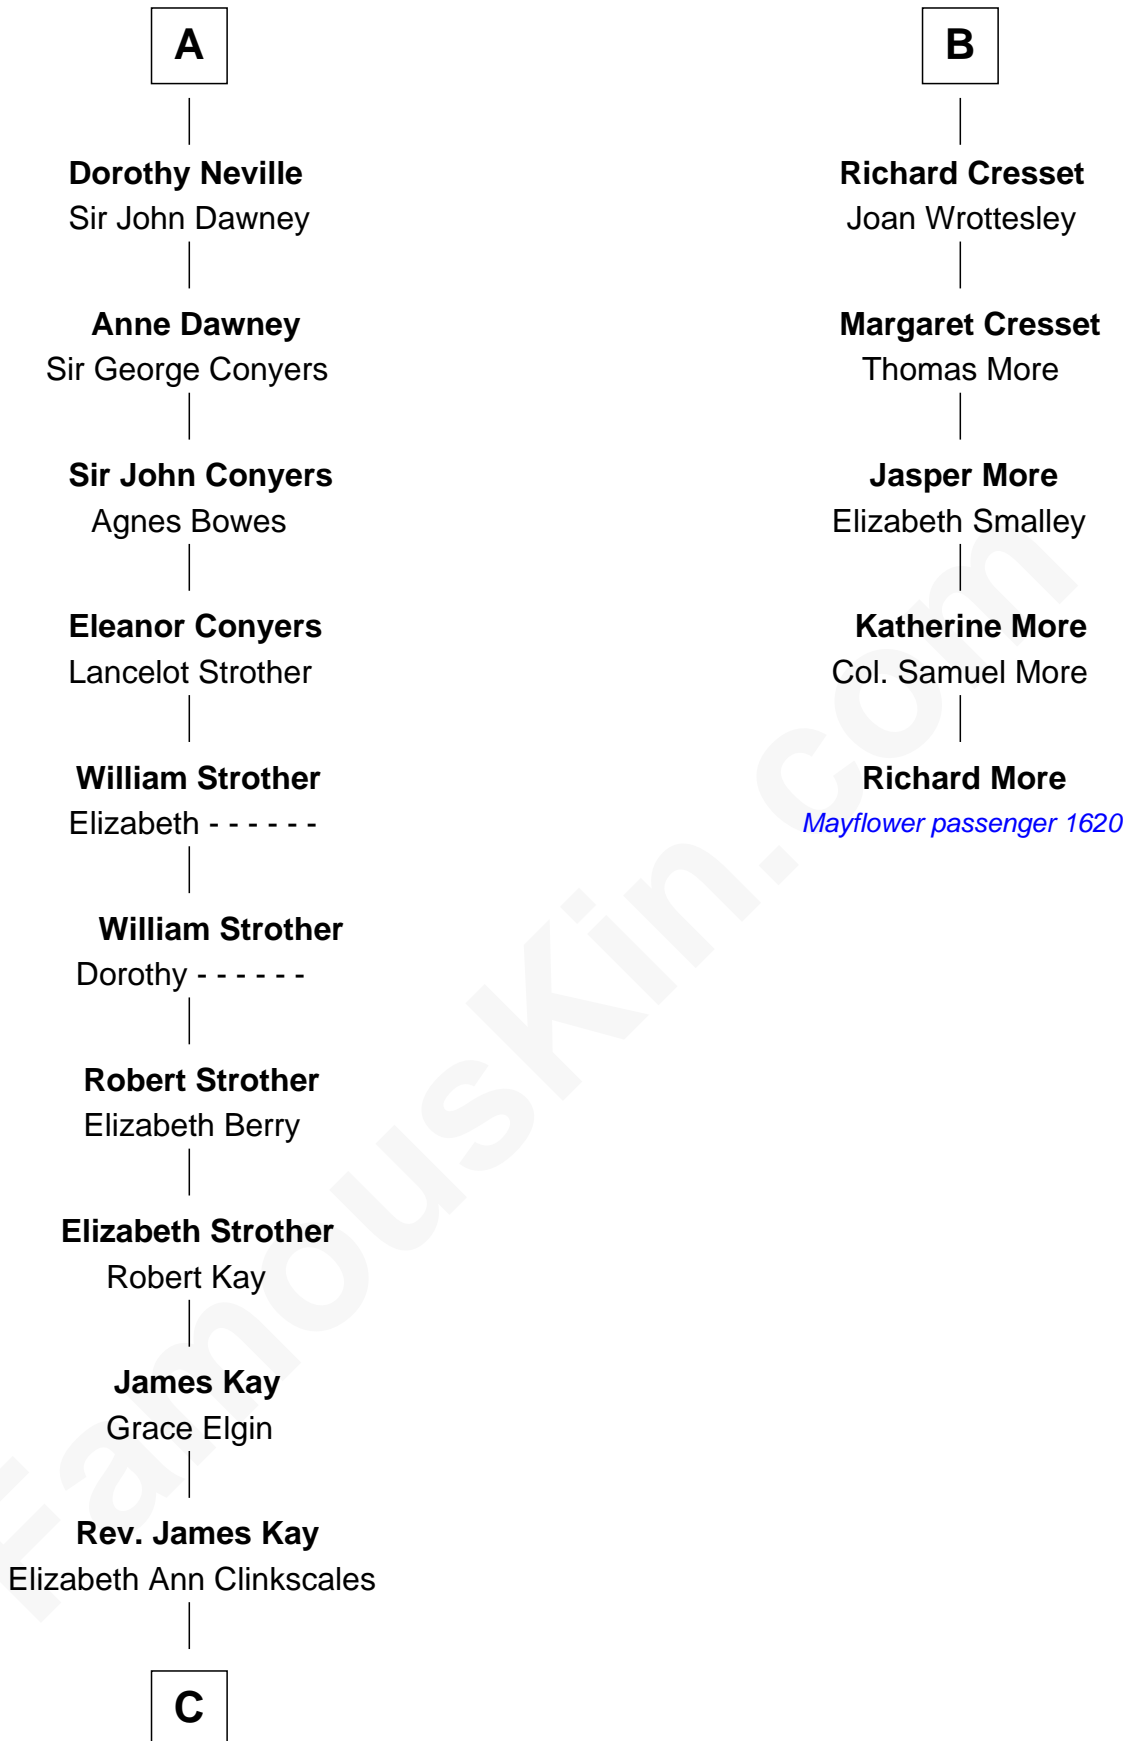 A
Dorothy Neville
Sir John Dawney
Anne Dawney
Sir George Conyers
Sir John Conyers
Agnes Bowes
Eleanor Conyers
Lancelot Strother
William Strother
Elizabeth - - - - - -
William Strother
Dorothy - - - - - -
Robert Strother
Elizabeth Berry
Elizabeth Strother
Robert Kay
James Kay
Grace Elgin
Rev. James Kay
Elizabeth Ann Clinkscales
C
B
Richard Cresset
Joan Wrottesley
Margaret Cresset
Thomas More
Jasper More
Elizabeth Smalley
Katherine More
Col. Samuel More
Richard More
Mayflower passenger 1620
FamousKin.com